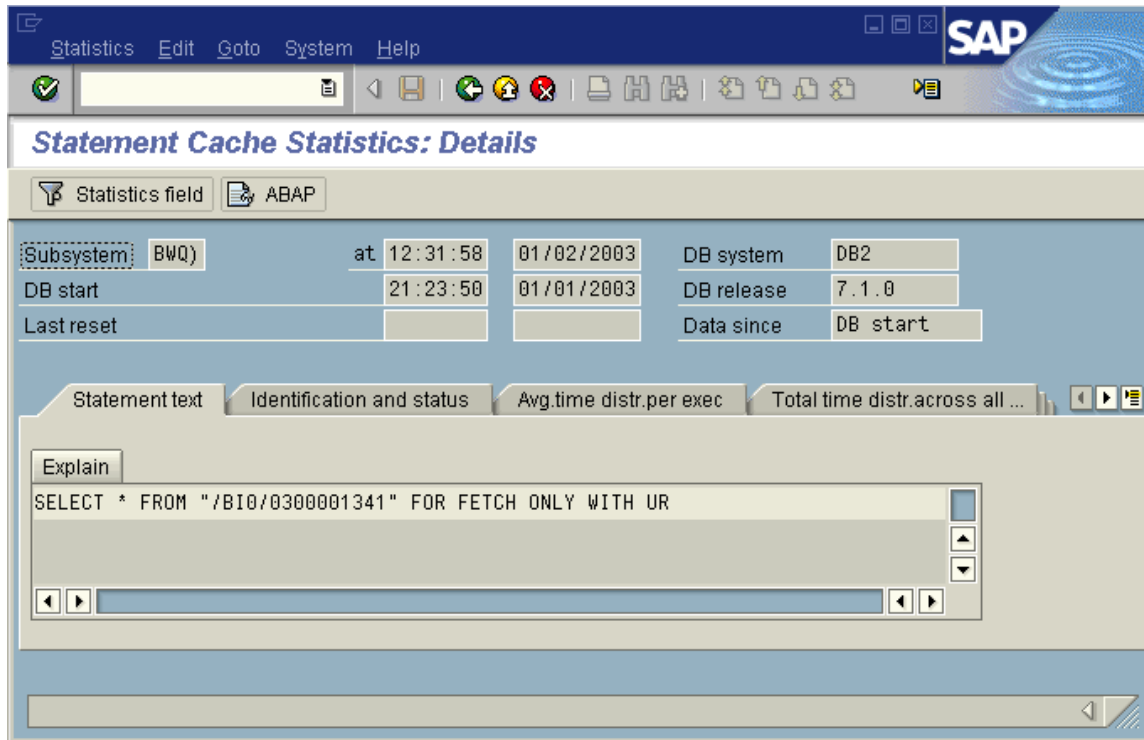 Statistics Edit Goto System Help
SAP
Statement Cache Statistics: Details
Statistics field ABAP
Subsystem BWQ) at 12:31:58 01/02/2003 DB system DB2
DB start 21:23:50 01/01/2003 DB release 7.1.0
Last reset Data since DB start
Statement text Identification and status Avg.time distr.per exec Total time distr.across all ...
Explain
SELECT * FROM "/BI0/0300001341" FOR FETCH ONLY WITH UR